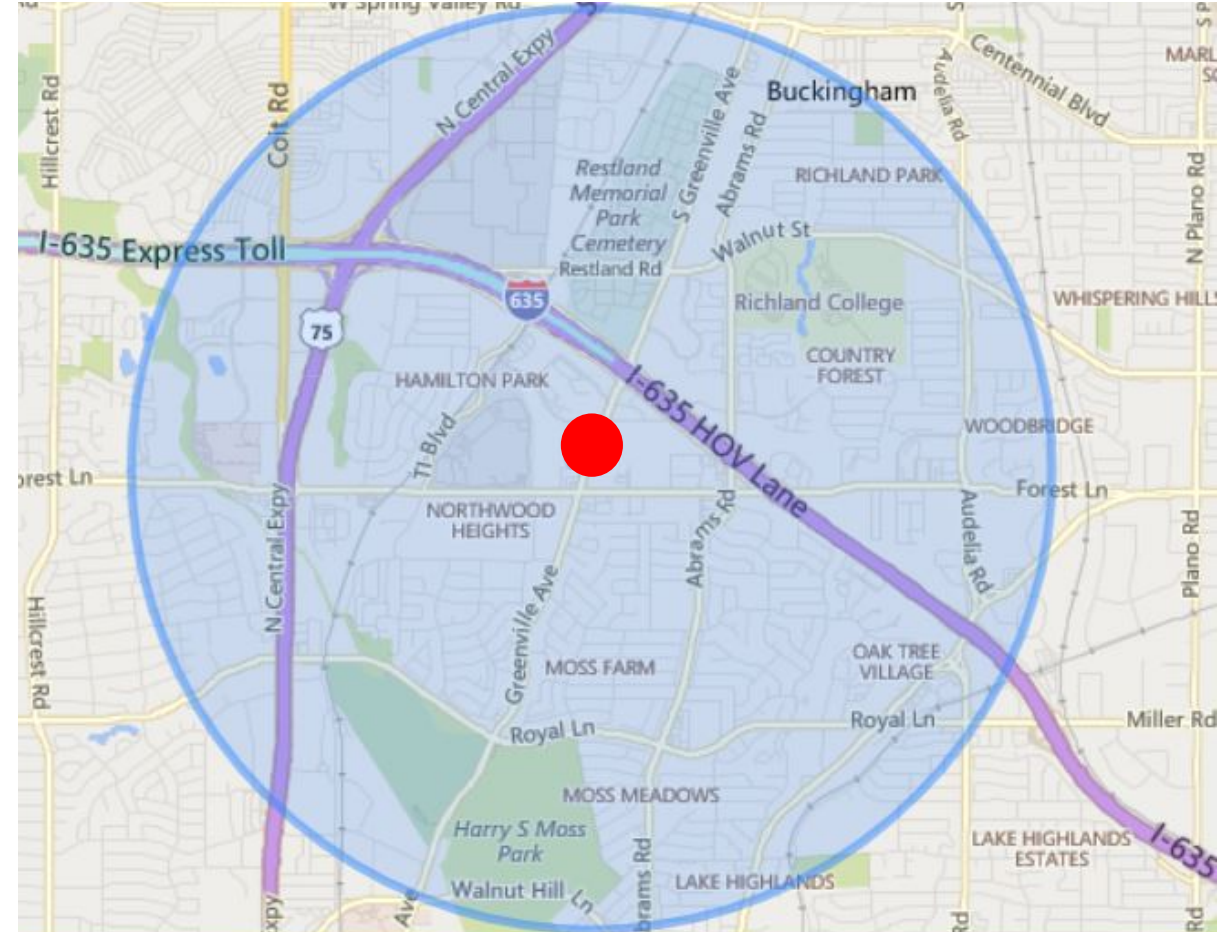 W Spring Valley Rd
N Central Expy
Coit Rd
Hillcrest Rd
Buckingham
Centennial Blvd
Audelia Rd
S Greenville Ave
Abrams Rd
Restland
Memorial
Park
Cemetery
Restland Rd
RICHLAND PARK
Walnut St
N Plano Rd
I-635 Express Toll
635
75
Richland College
WHISPERING HILLS
COUNTRY
FOREST
HAMILTON PARK
I-635 HOV Lane
WOODBRIDGE
TI Blvd
Forest Ln
NORTHWOOD
HEIGHTS
N Central Expy
Abrams Rd
Audelia Rd
Plano Rd
Hillcrest Rd
Greenville Ave
MOSS FARM
OAK TREE
VILLAGE
Royal Ln
Royal Ln
Miller Rd
MOSS MEADOWS
Harry S Moss
Park
LAKE HIGHLANDS
ESTATES
I-635
Walnut Hill Ln
LAKE HIGHLANDS
Ave
Expy
Rd
Rd